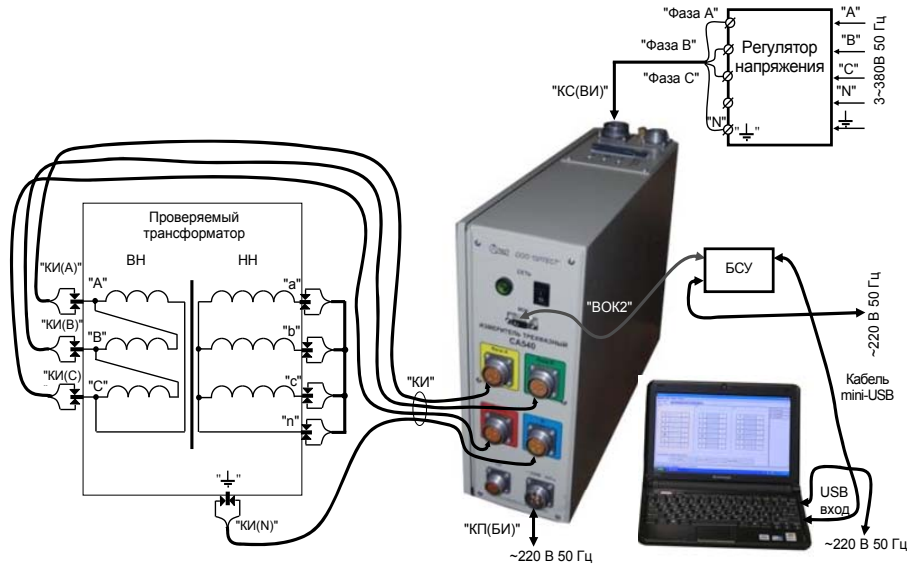 "Фаза A"
"Фаза B"
"Фаза C"
"N"
"⏚"
Регулятор
напряжения
"A"
"B"
"C"
"N"
3~380В 50 Гц
"КС(ВИ)"
Проверяемый
трансформатор
ВН
НН
"КИ(A)"
"A"
"a"
"КИ(B)"
"B"
"b"
"КИ(C)
"C"
"c"
"n"
"⏚"
"КИ(N)"
"КИ"
ООО "ОЛТЕСТ"
СЕТЬ
ИЗМЕРИТЕЛЬ ТРЕХФАЗНЫЙ
СА540
"КП(БИ)"
~220 В 50 Гц
"ВОК2"
БСУ
~220 В 50 Гц
Кабель
mini-USB
USB
вход
~220 В 50 Гц